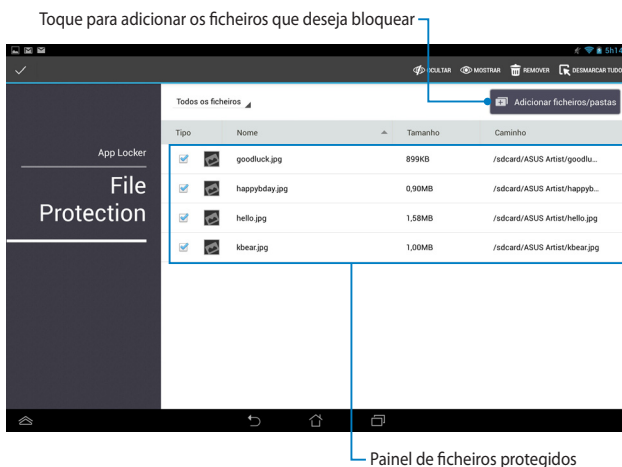 Toque para adicionar os ficheiros que deseja bloquear
5h14
OCULTAR MOSTRAR REMOVER DESMARCAR TUDO
Todos os ficheiros
Adicionar ficheiros/pastas
Tipo Nome Tamanho Caminho
App Locker
File
Protection
goodluck.jpg 899KB /sdcard/ASUS Artist/goodlu...
happybday.jpg 0,90MB /sdcard/ASUS Artist/happyb...
hello.jpg 1,58MB /sdcard/ASUS Artist/hello.jpg
kbear.jpg 1,00MB /sdcard/ASUS Artist/kbear.jpg
Painel de ficheiros protegidos